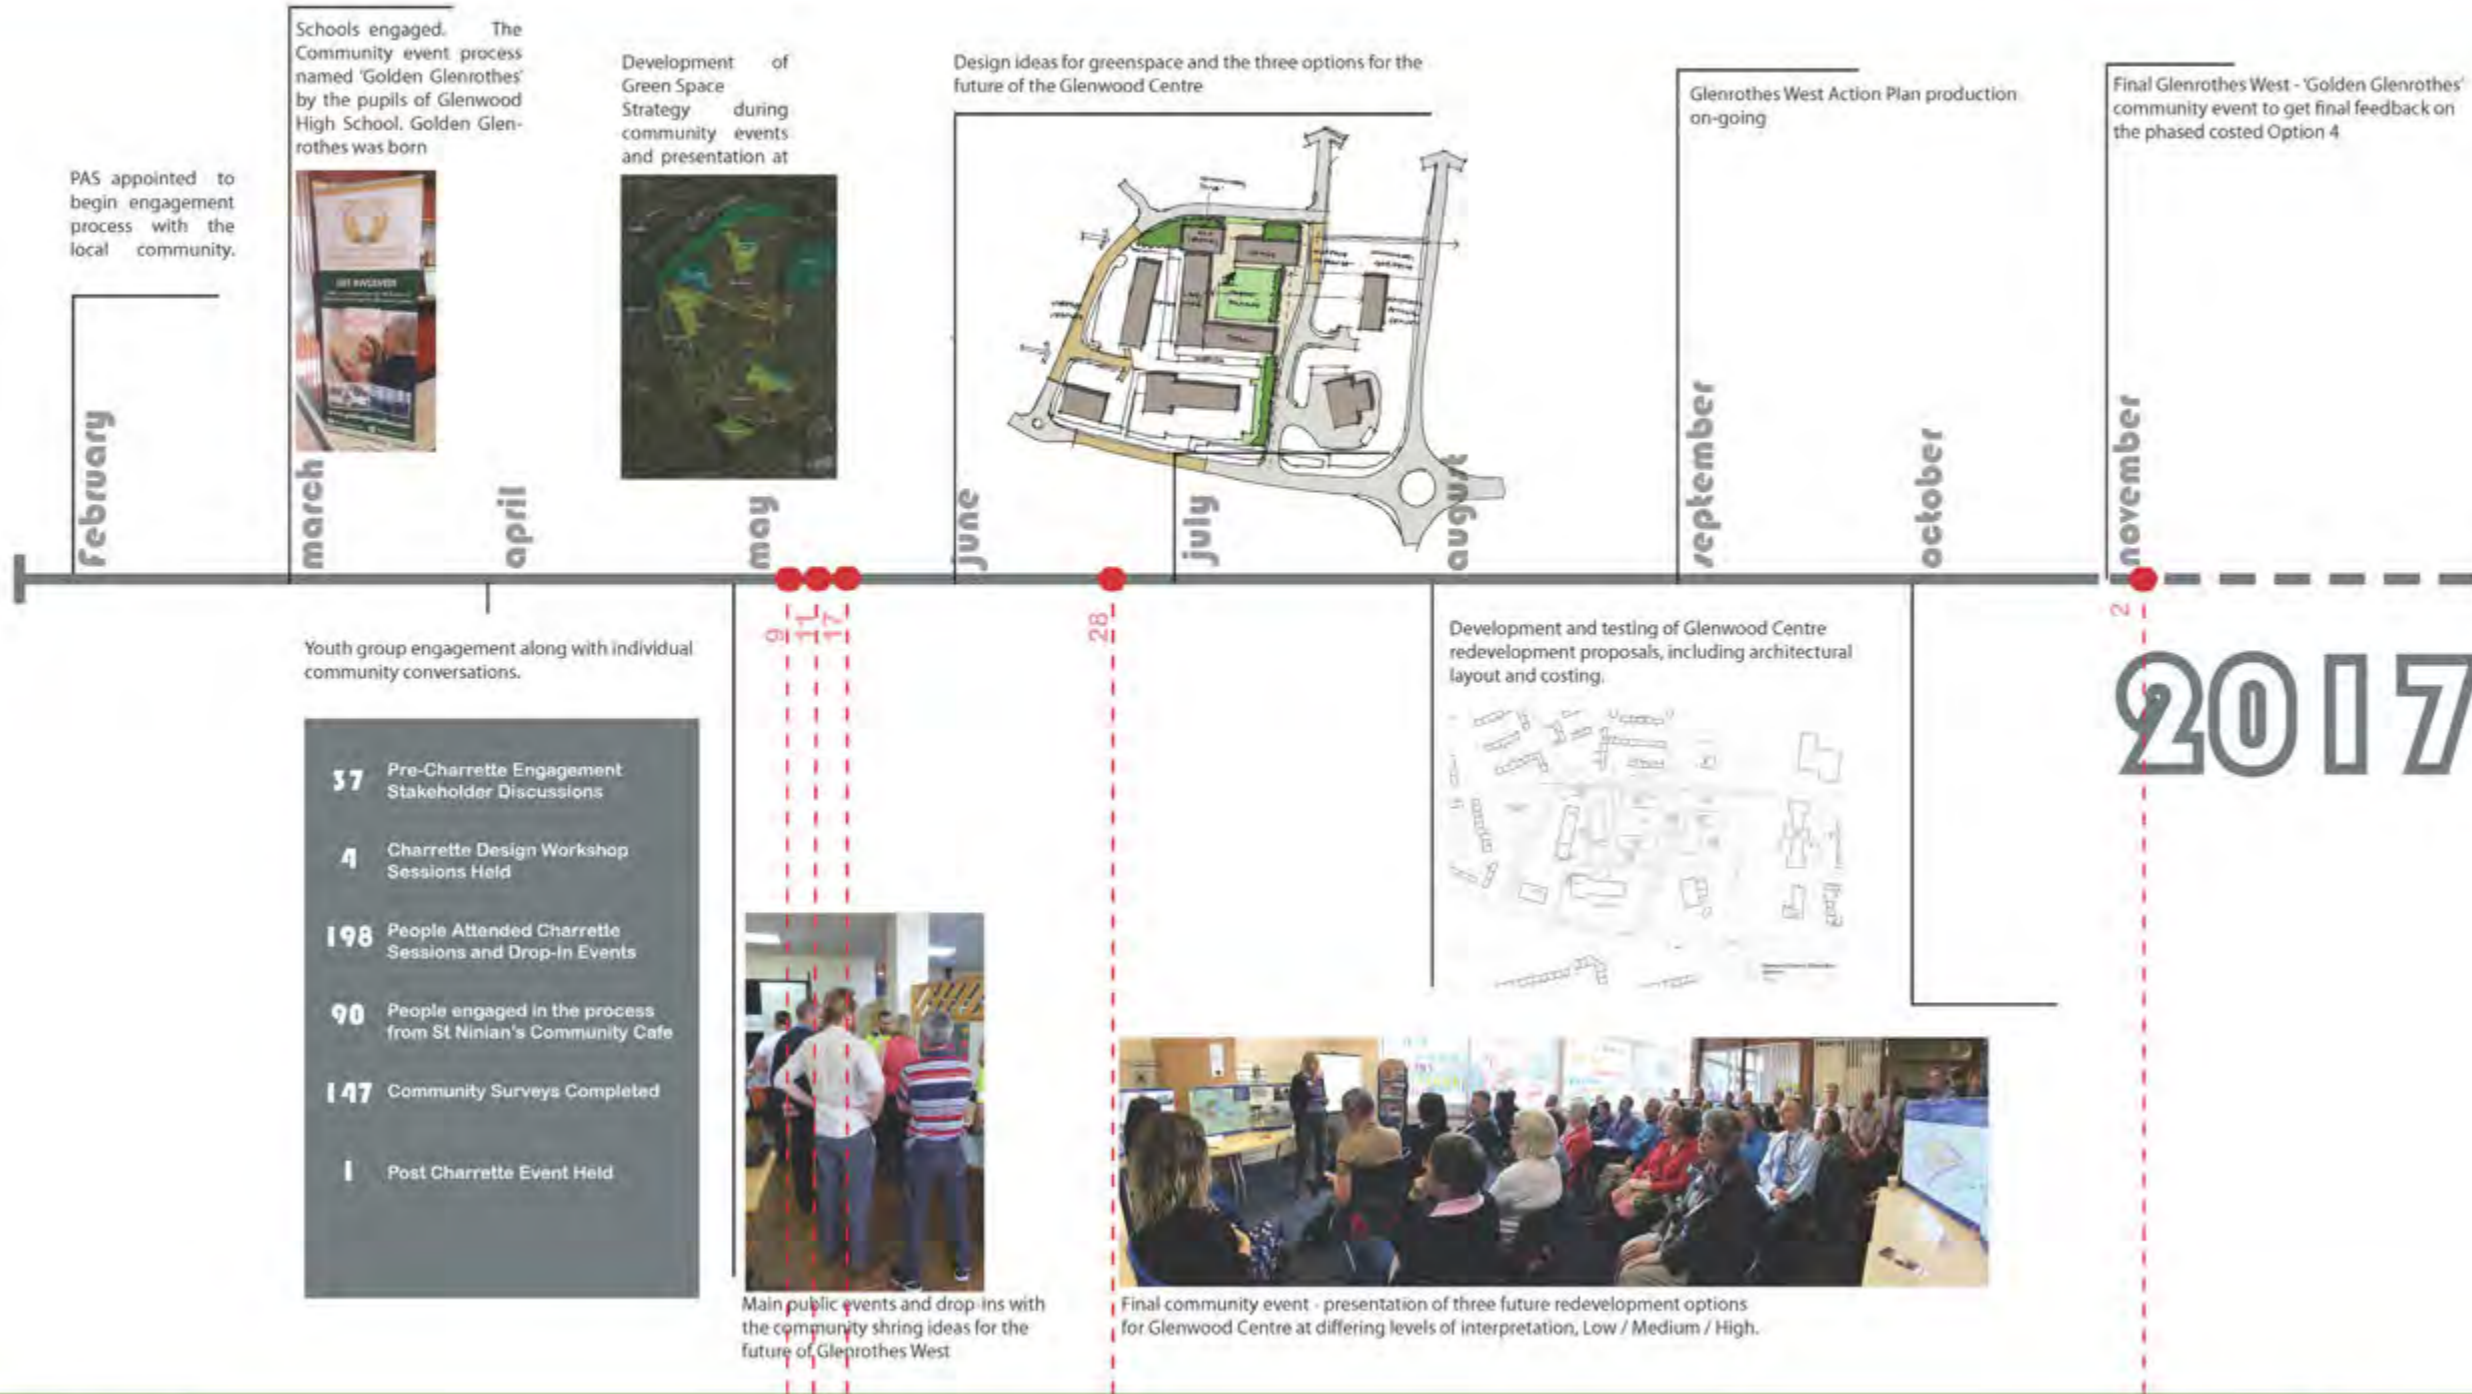 Schools engaged. The
Community event process
named 'Golden Glenrothes'
by the pupils of Glenwood
High School. Golden Glen-
rothes was born
PAS appointed to
begin engagement
process with the
local community.
Development of
Green Space
Strategy during
community events
and presentation at
Design ideas for greenspace and the three options for the
future of the Glenwood Centre
Glenrothes West Action Plan production
on-going
Final Glenrothes West - 'Golden Glenrothes'
community event to get final feedback on
the phased costed Option 4
GET INVOLVED
february
march
april
may
june
july
august
september
october
november
9
11
17
28
2
2017
Youth group engagement along with individual
community conversations.
37 Pre-Charrette Engagement
Stakeholder Discussions
4 Charrette Design Workshop
Sessions Held
198 People Attended Charrette
Sessions and Drop-In Events
90 People engaged in the process
from St Ninian's Community Cafe
147 Community Surveys Completed
1 Post Charrette Event Held
Development and testing of Glenwood Centre
redevelopment proposals, including architectural
layout and costing.
Main public events and drop-ins with
the community shring ideas for the
future of Glenrothes West
Final community event - presentation of three future redevelopment options
for Glenwood Centre at differing levels of interpretation, Low / Medium / High.